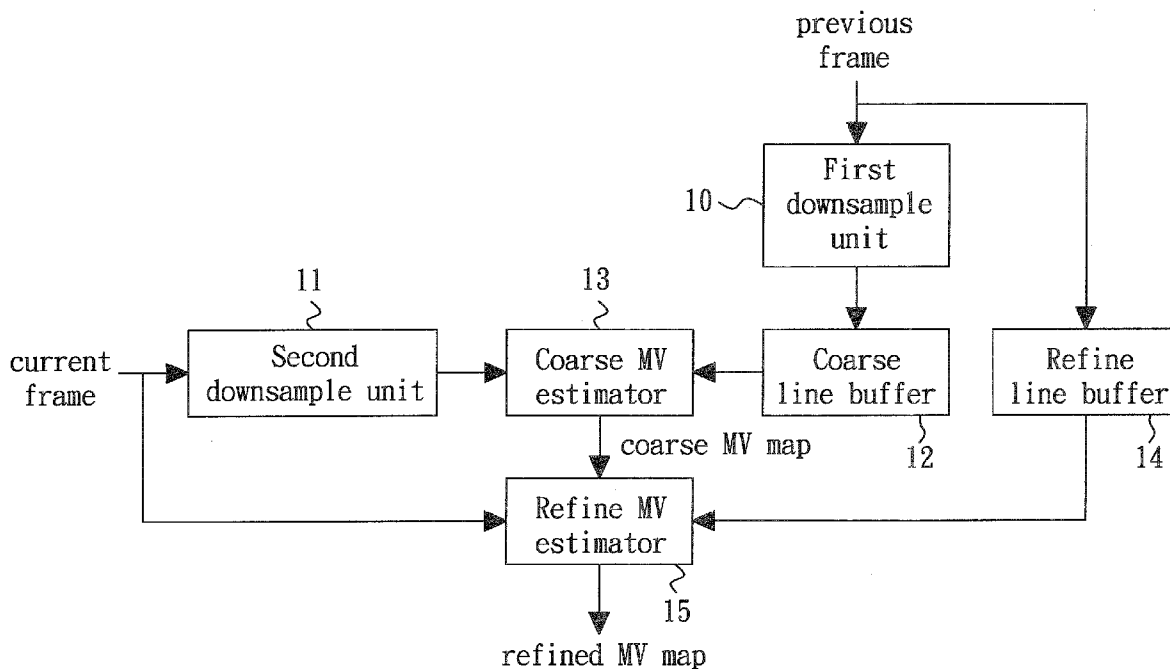 previous
frame
First
downsample
unit
10
11
13
current
frame
Second
downsample unit
Coarse MV
estimator
Coarse
line buffer
Refine
line buffer
coarse MV map
12
14
Refine MV
estimator
15
refined MV map